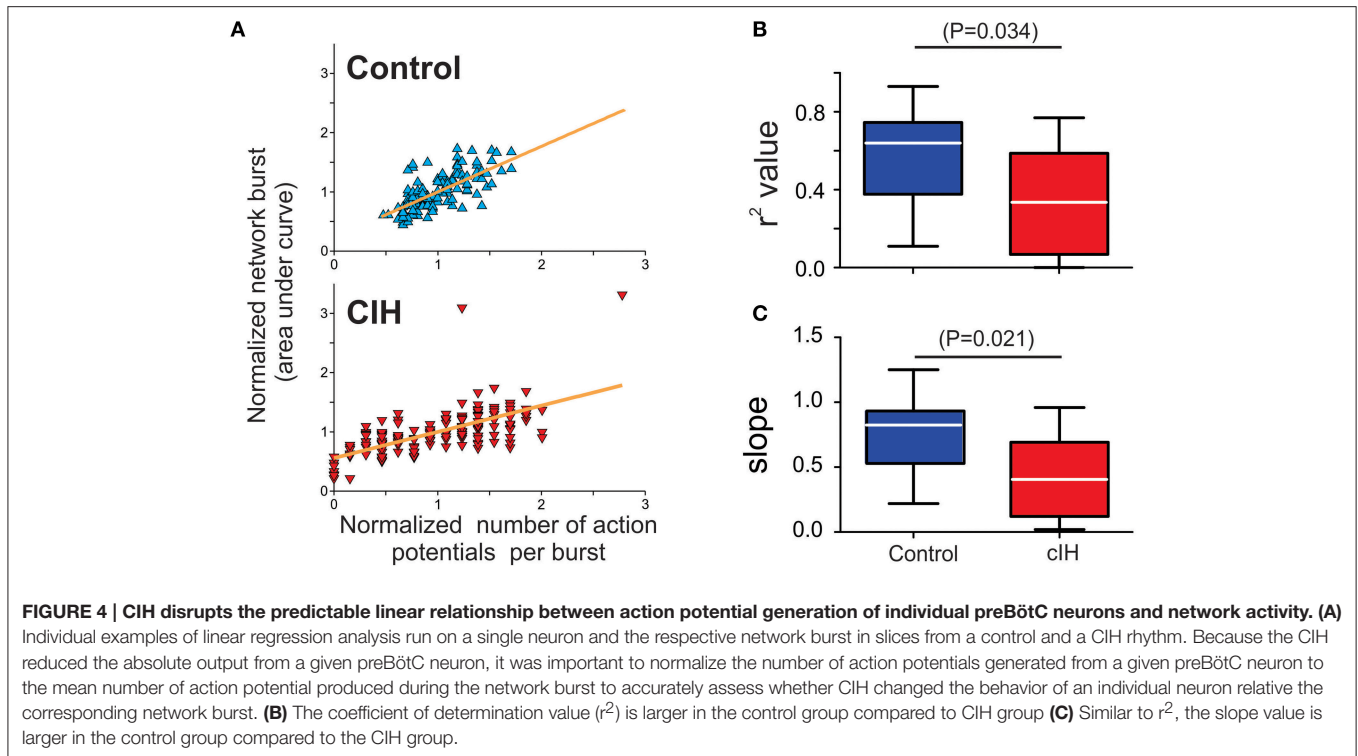 A
Control
3
2
1
0
0
1
2
3
CIH
3
2
1
0
0
1
2
3
Normalized network burst
(area under curve)
Normalized number of action
potentials per burst
B
(P=0.034)
0.8
0.4
0.0
r² value
C
(P=0.021)
1.5
1.0
0.5
0.0
slope
Control
cIH
FIGURE 4 | CIH disrupts the predictable linear relationship between action potential generation of individual preBötC neurons and network activity. (A)
Individual examples of linear regression analysis run on a single neuron and the respective network burst in slices from a control and a CIH rhythm. Because the CIH
reduced the absolute output from a given preBötC neuron, it was important to normalize the number of action potentials generated from a given preBötC neuron to
the mean number of action potential produced during the network burst to accurately assess whether CIH changed the behavior of an individual neuron relative the
corresponding network burst. (B) The coefficient of determination value (r²) is larger in the control group compared to CIH group (C) Similar to r², the slope value is
larger in the control group compared to the CIH group.